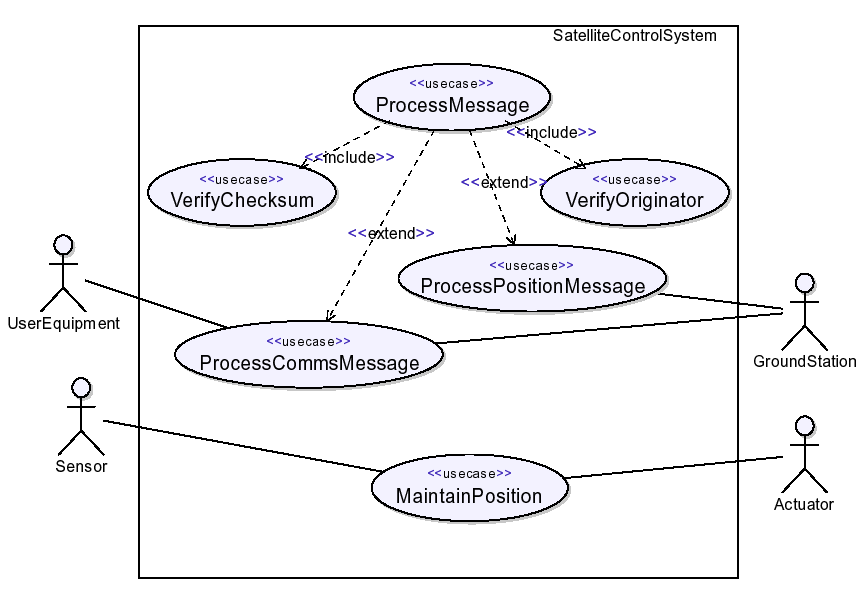 SatelliteControlSystem
<<usecase>>
ProcessMessage
<<include>>
<<include>>
<<usecase>>
VerifyChecksum
<<extend>>
<<usecase>>
VerifyOriginator
<<extend>>
<<usecase>>
ProcessPositionMessage
UserEquipment
<<usecase>>
ProcessCommsMessage
GroundStation
Sensor
<<usecase>>
MaintainPosition
Actuator